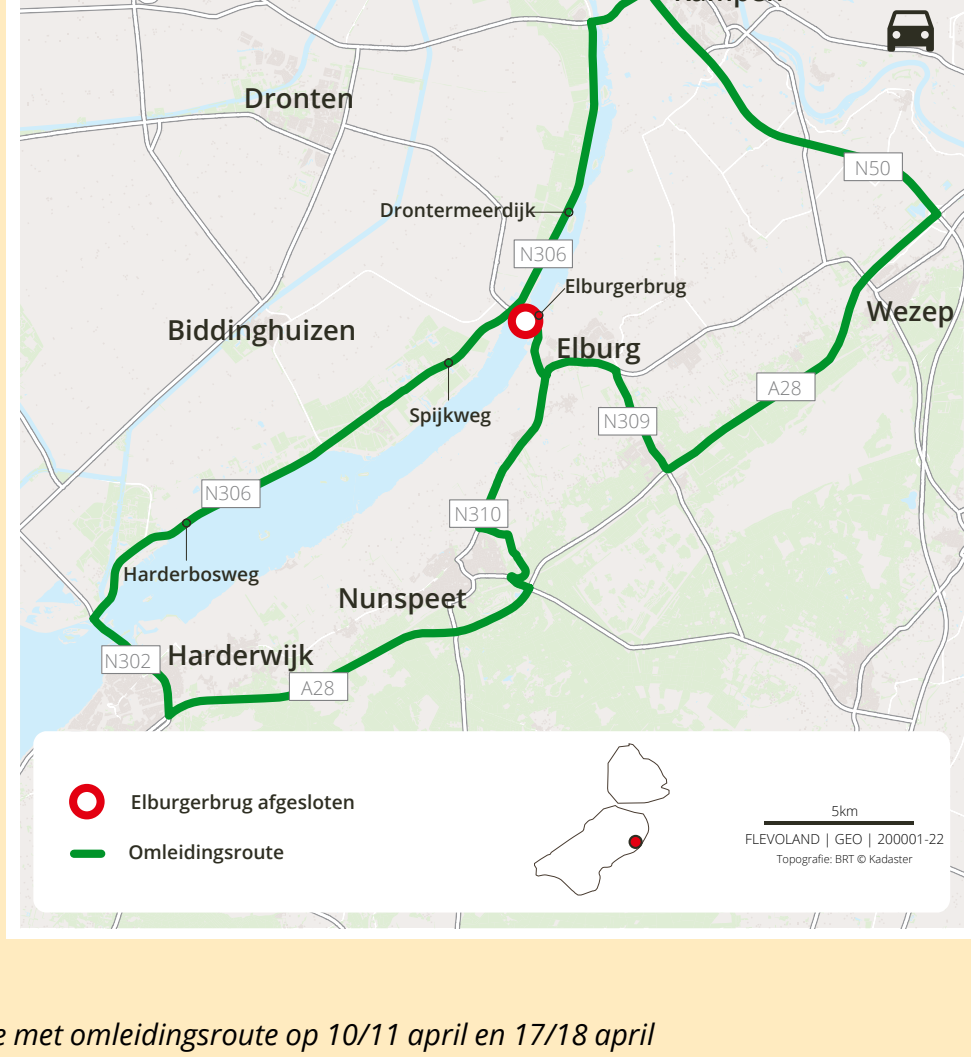 Dronten
N50
Drontermeerdijk
N306
Elburgerbrug
Wezep
Biddinghuizen
Elburg
A28
Spijkweg
N309
N306
N310
Harderbosweg
Nunspeet
N302
Harderwijk
A28
Elburgerbrug afgesloten
Omleidingsroute
5km
FLEVOLAND | GEO | 200001-22
Topografie: BRT © Kadaster
met omleidingsroute op 10/11 april en 17/18 april